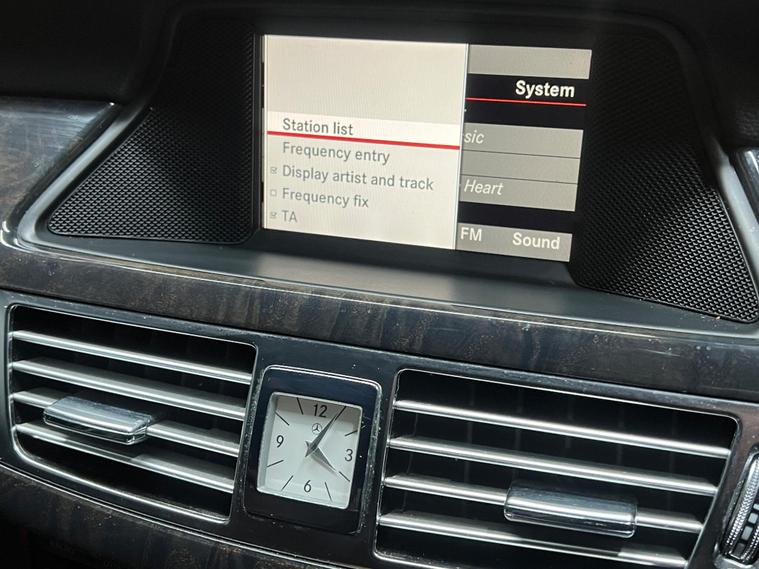 System
Station list
Frequency entry
Display artist and track
Frequency fix
TA
sic
Heart
FM
Sound
12
9
3
6